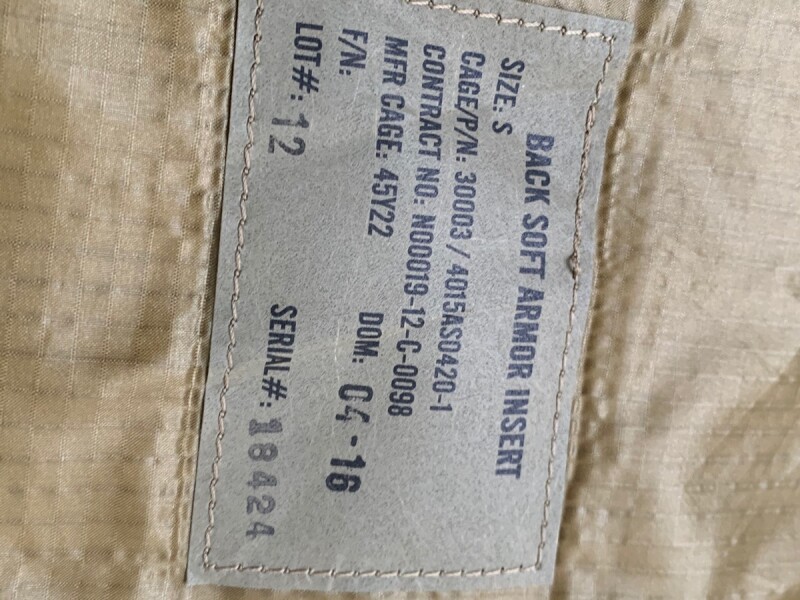 BACK SOFT ARMOR INSERT
SIZE: S
CAGE/P/N: 30003 / 4015AS0420-1
CONTRACT NO: N00019-12-C-0098
MFR CAGE: 45Y22 DOM: 04-16
F/N:
LOT#: 12 SERIAL#: 18424